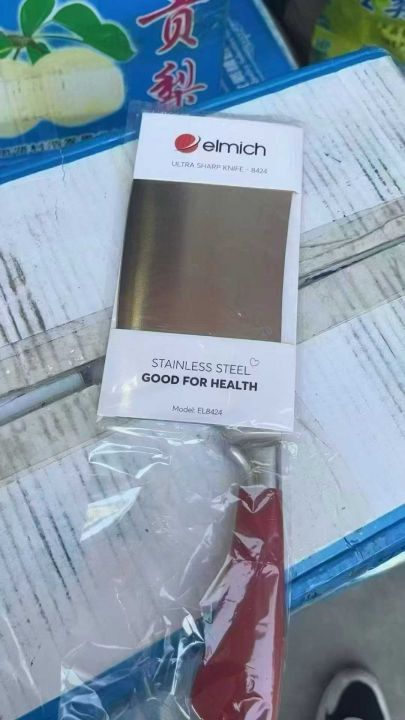 贡
梨
elmich
ULTRA SHARP KNIFE - 8424
STAINLESS STEEL
GOOD FOR HEALTH
Model: EL8424